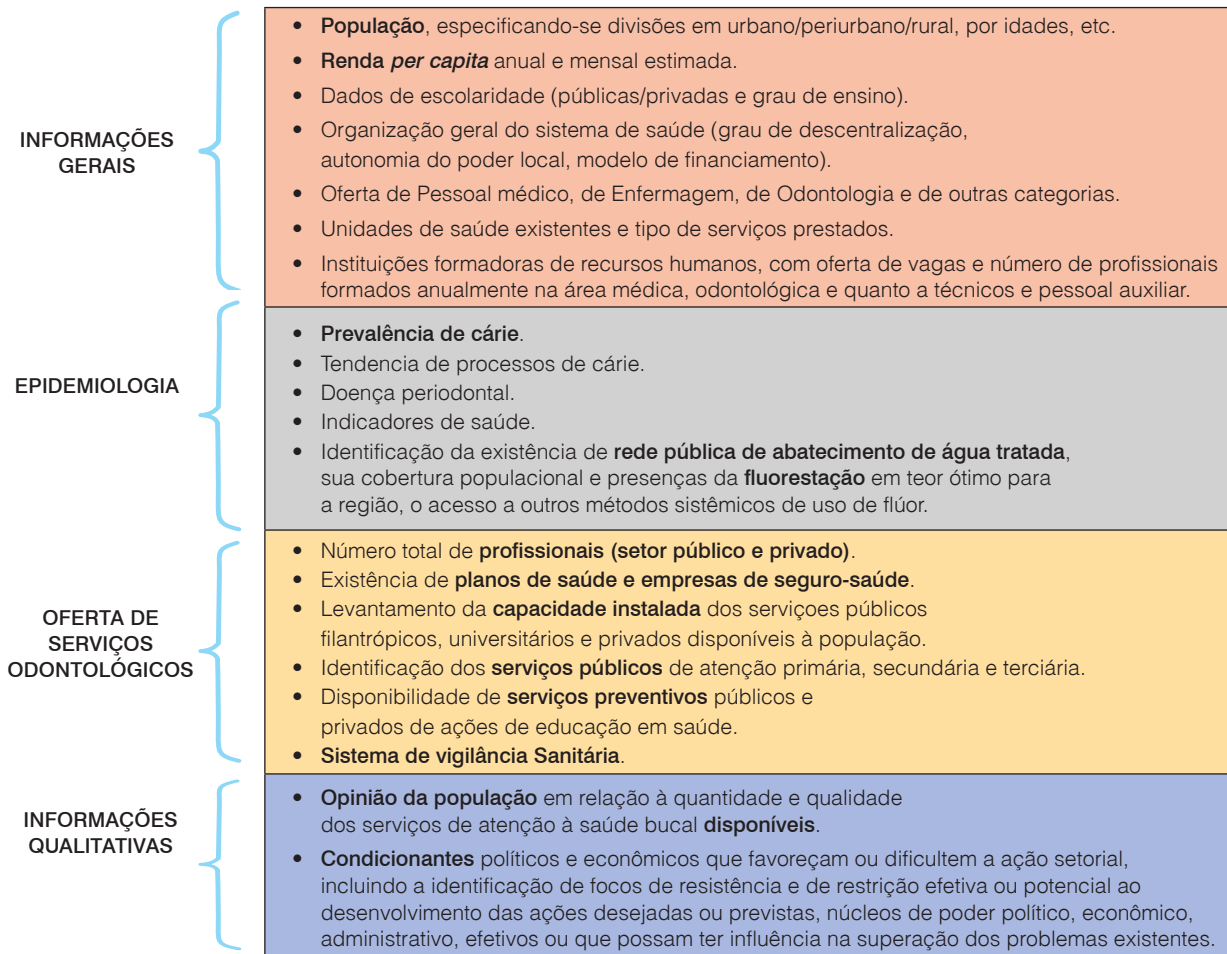 INFORMAÇÕES
GERAIS
• População, especificando-se divisões em urbano/periurbano/rural, por idades, etc.
• Renda per capita anual e mensal estimada.
• Dados de escolaridade (públicas/privadas e grau de ensino).
• Organização geral do sistema de saúde (grau de descentralização,
autonomia do poder local, modelo de financiamento).
• Oferta de Pessoal médico, de Enfermagem, de Odontologia e de outras categorias.
• Unidades de saúde existentes e tipo de serviços prestados.
• Instituições formadoras de recursos humanos, com oferta de vagas e número de profissionais
formados anualmente na área médica, odontológica e quanto a técnicos e pessoal auxiliar.
EPIDEMIOLOGIA
• Prevalência de cárie.
• Tendencia de processos de cárie.
• Doença periodontal.
• Indicadores de saúde.
• Identificação da existência de rede pública de abatecimento de água tratada,
sua cobertura populacional e presenças da fluorestação em teor ótimo para
a região, o acesso a outros métodos sistêmicos de uso de flúor.
OFERTA DE
SERVIÇOS
ODONTOLÓGICOS
• Número total de profissionais (setor público e privado).
• Existência de planos de saúde e empresas de seguro-saúde.
• Levantamento da capacidade instalada dos serviçoes públicos
filantrópicos, universitários e privados disponíveis à população.
• Identificação dos serviços públicos de atenção primária, secundária e terciária.
• Disponibilidade de serviços preventivos públicos e
privados de ações de educação em saúde.
• Sistema de vigilância Sanitária.
INFORMAÇÕES
QUALITATIVAS
• Opinião da população em relação à quantidade e qualidade
dos serviços de atenção à saúde bucal disponíveis.
• Condicionantes políticos e econômicos que favoreçam ou dificultem a ação setorial,
incluindo a identificação de focos de resistência e de restrição efetiva ou potencial ao
desenvolvimento das ações desejadas ou previstas, núcleos de poder político, econômico,
administrativo, efetivos ou que possam ter influência na superação dos problemas existentes.